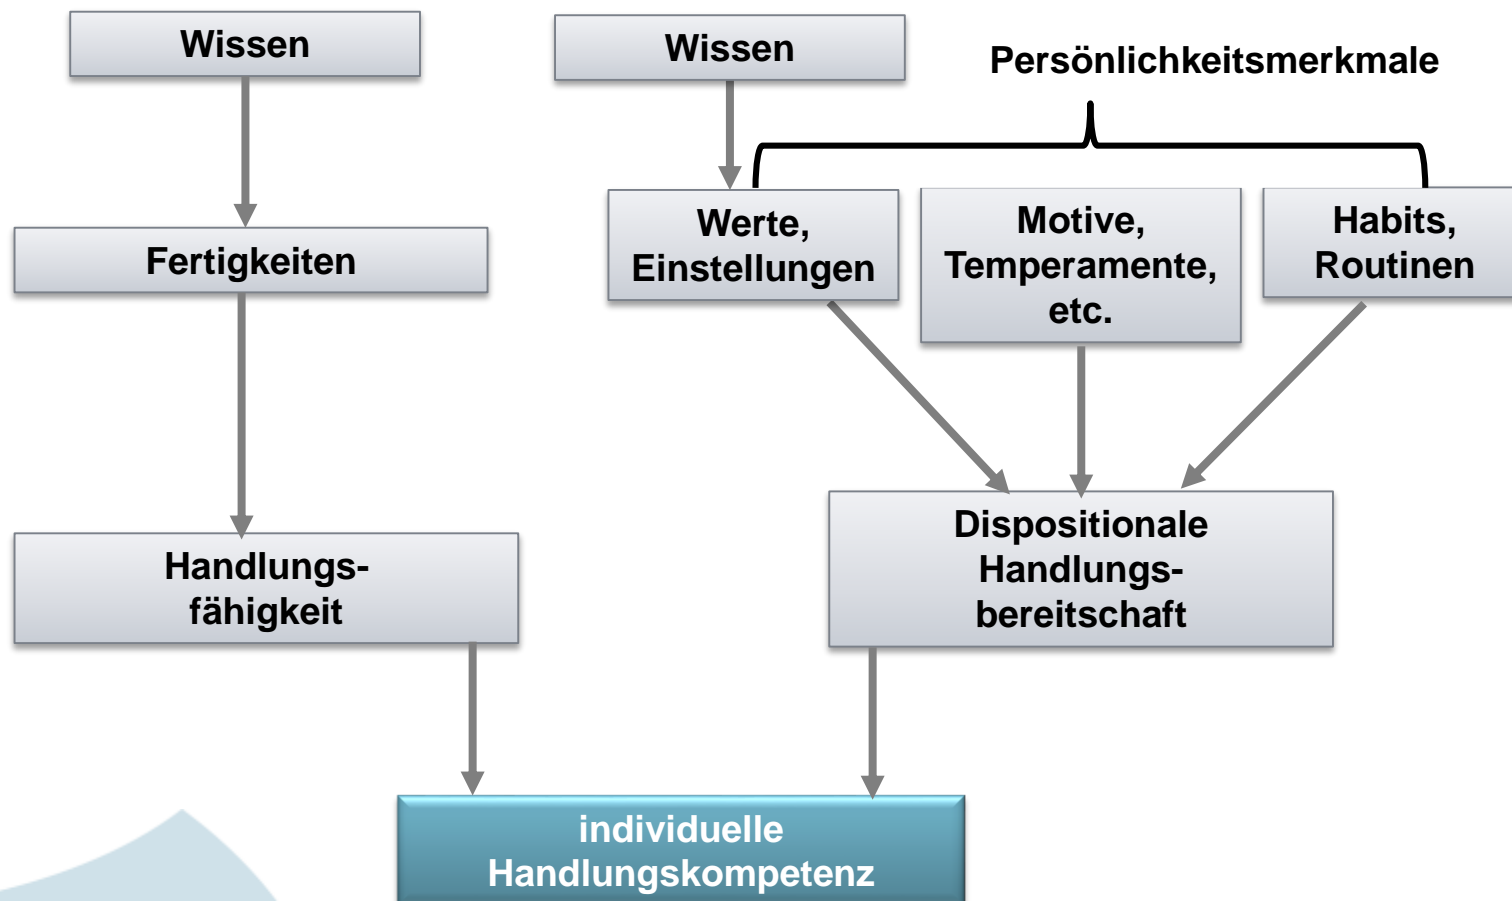 Wissen
Wissen
Persönlichkeitsmerkmale
Fertigkeiten
Werte,
Einstellungen
Motive,
Temperamente,
etc.
Habits,
Routinen
Handlungs-
fähigkeit
Dispositionale
Handlungs-
bereitschaft
individuelle
Handlungskompetenz